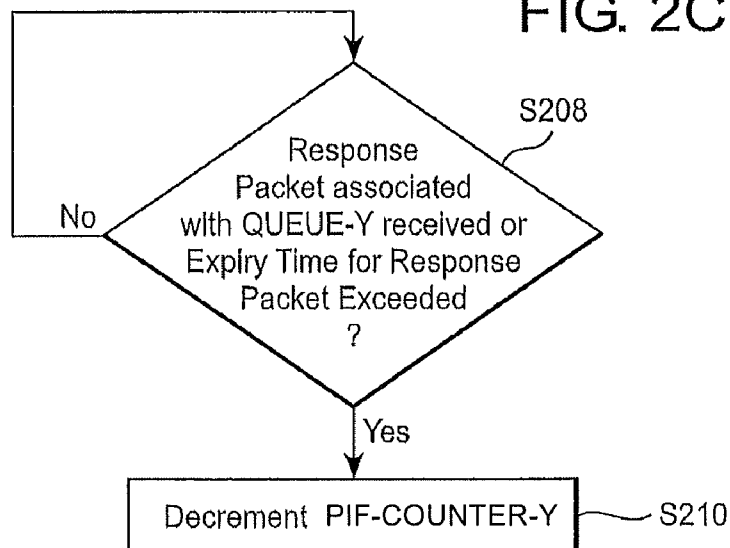 FIG. 2C
S208
Response
Packet associated
with QUEUE-Y received or
Expiry Time for Response
Packet Exceeded
?
No
Yes
Decrement PIF-COUNTER-Y
S210